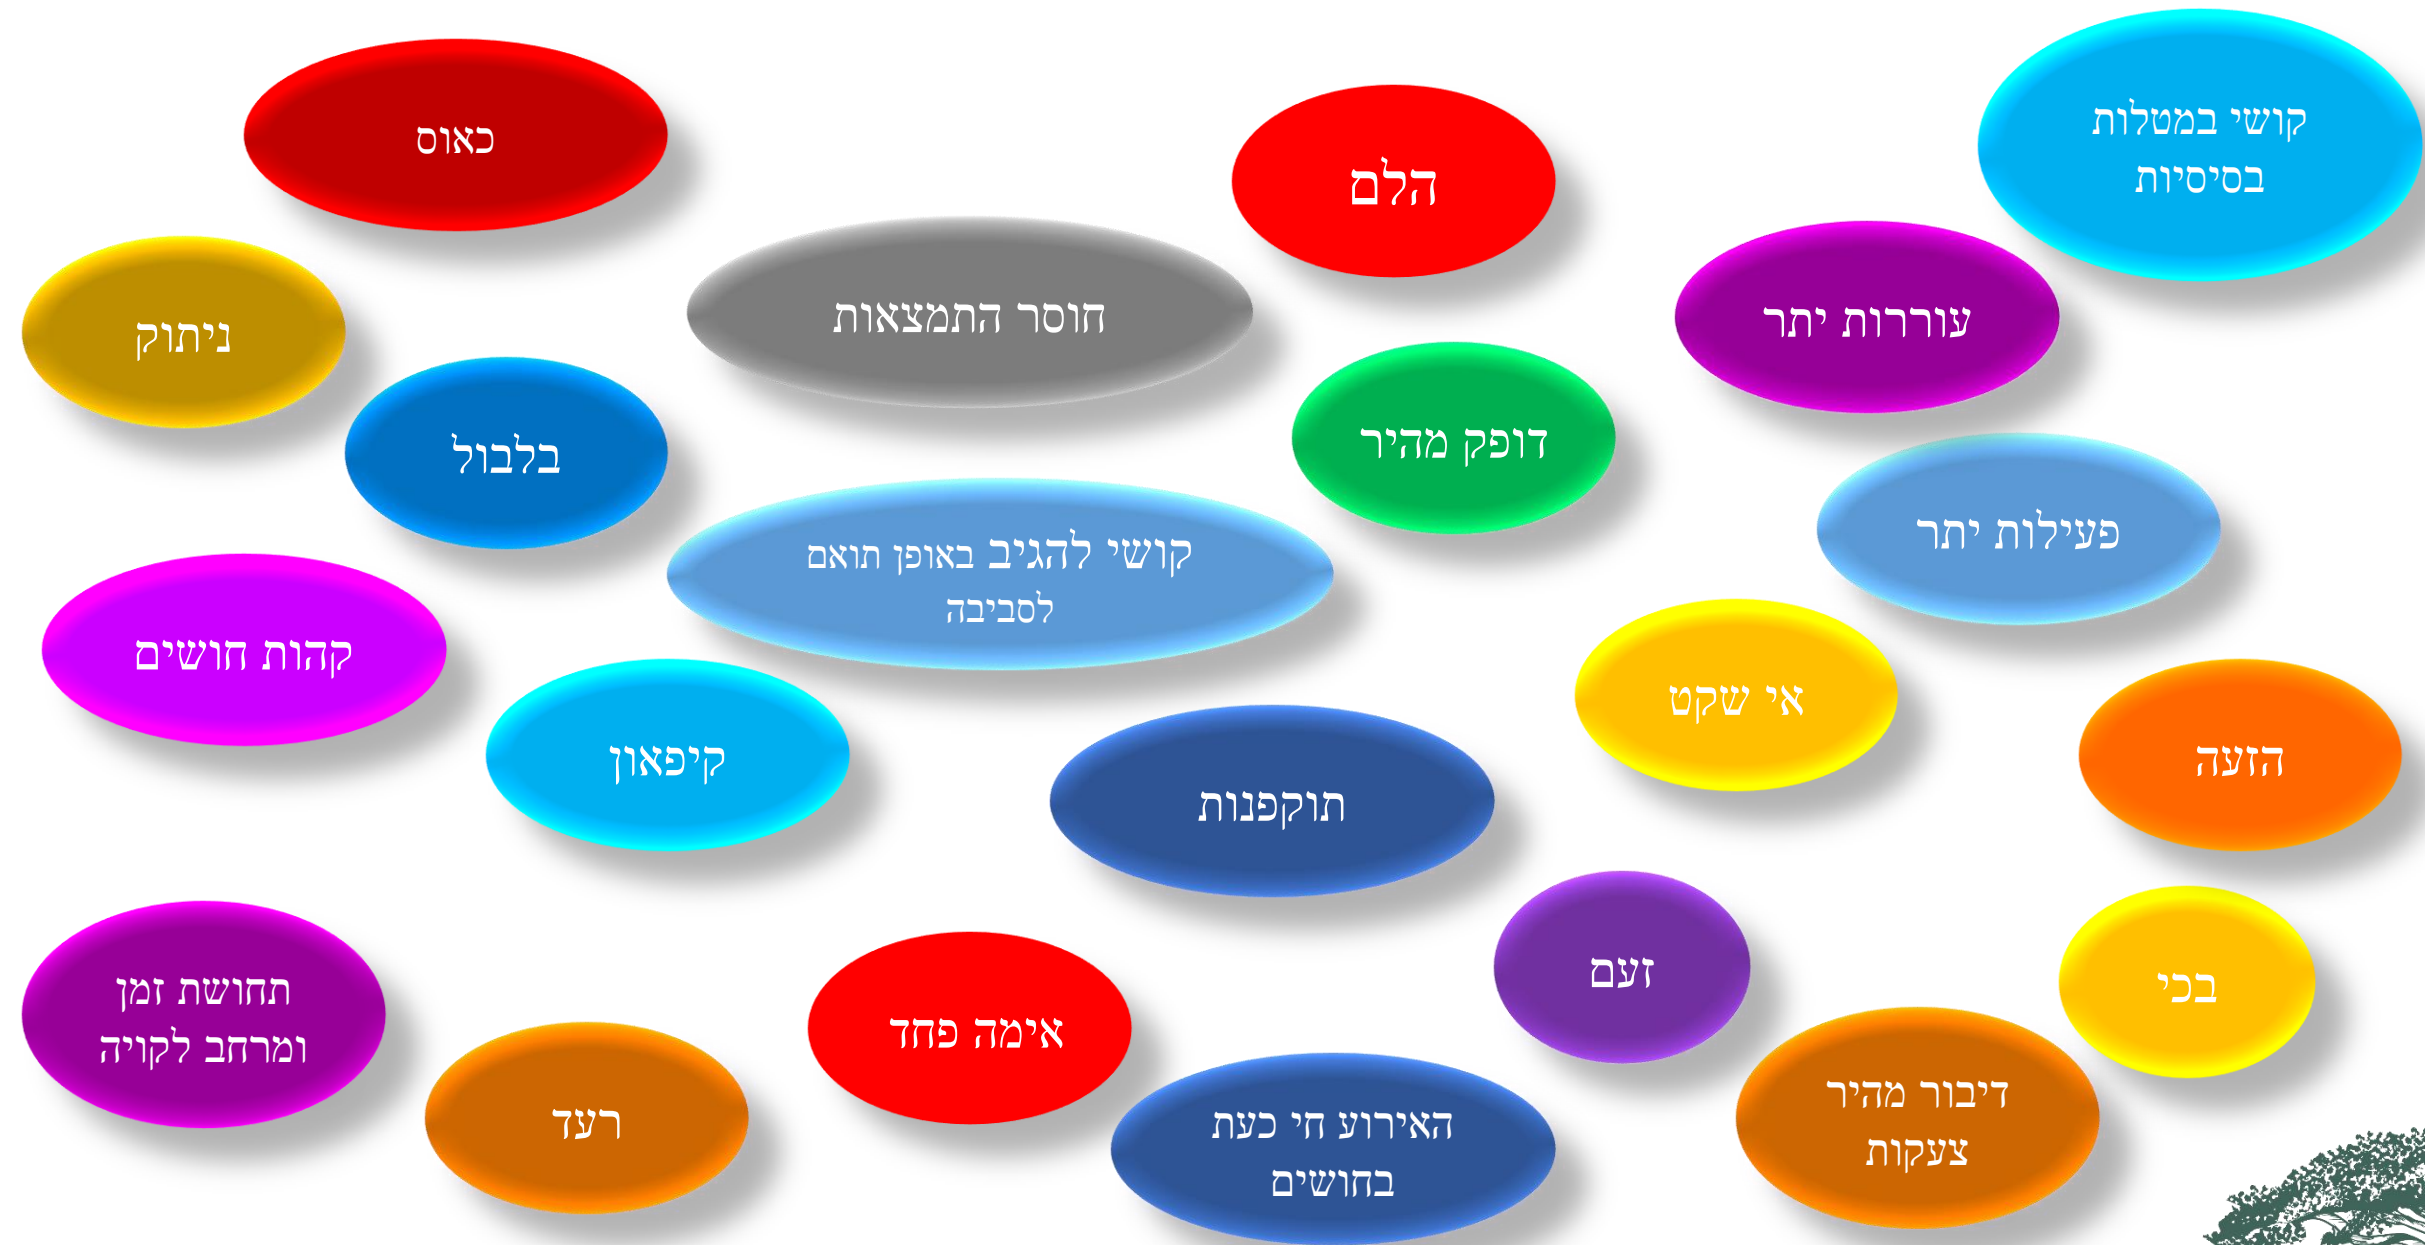 קושי במטלות
בסיסיות
הלם
כאוס
עוררות יתר
חוסר התמצאות
ניתוק
דופק מהיר
בלבול
פעילות יתר
קושי להגיב באופן תואם
לסביבה
קהות חושים
אי שקט
הזעה
קיפאון
תוקפנות
זעם
בכי
תחושת זמן
ומרחב לקויה
אימה פחד
רעד
דיבור מהיר
צעקות
האירוע חי כעת
בחושים